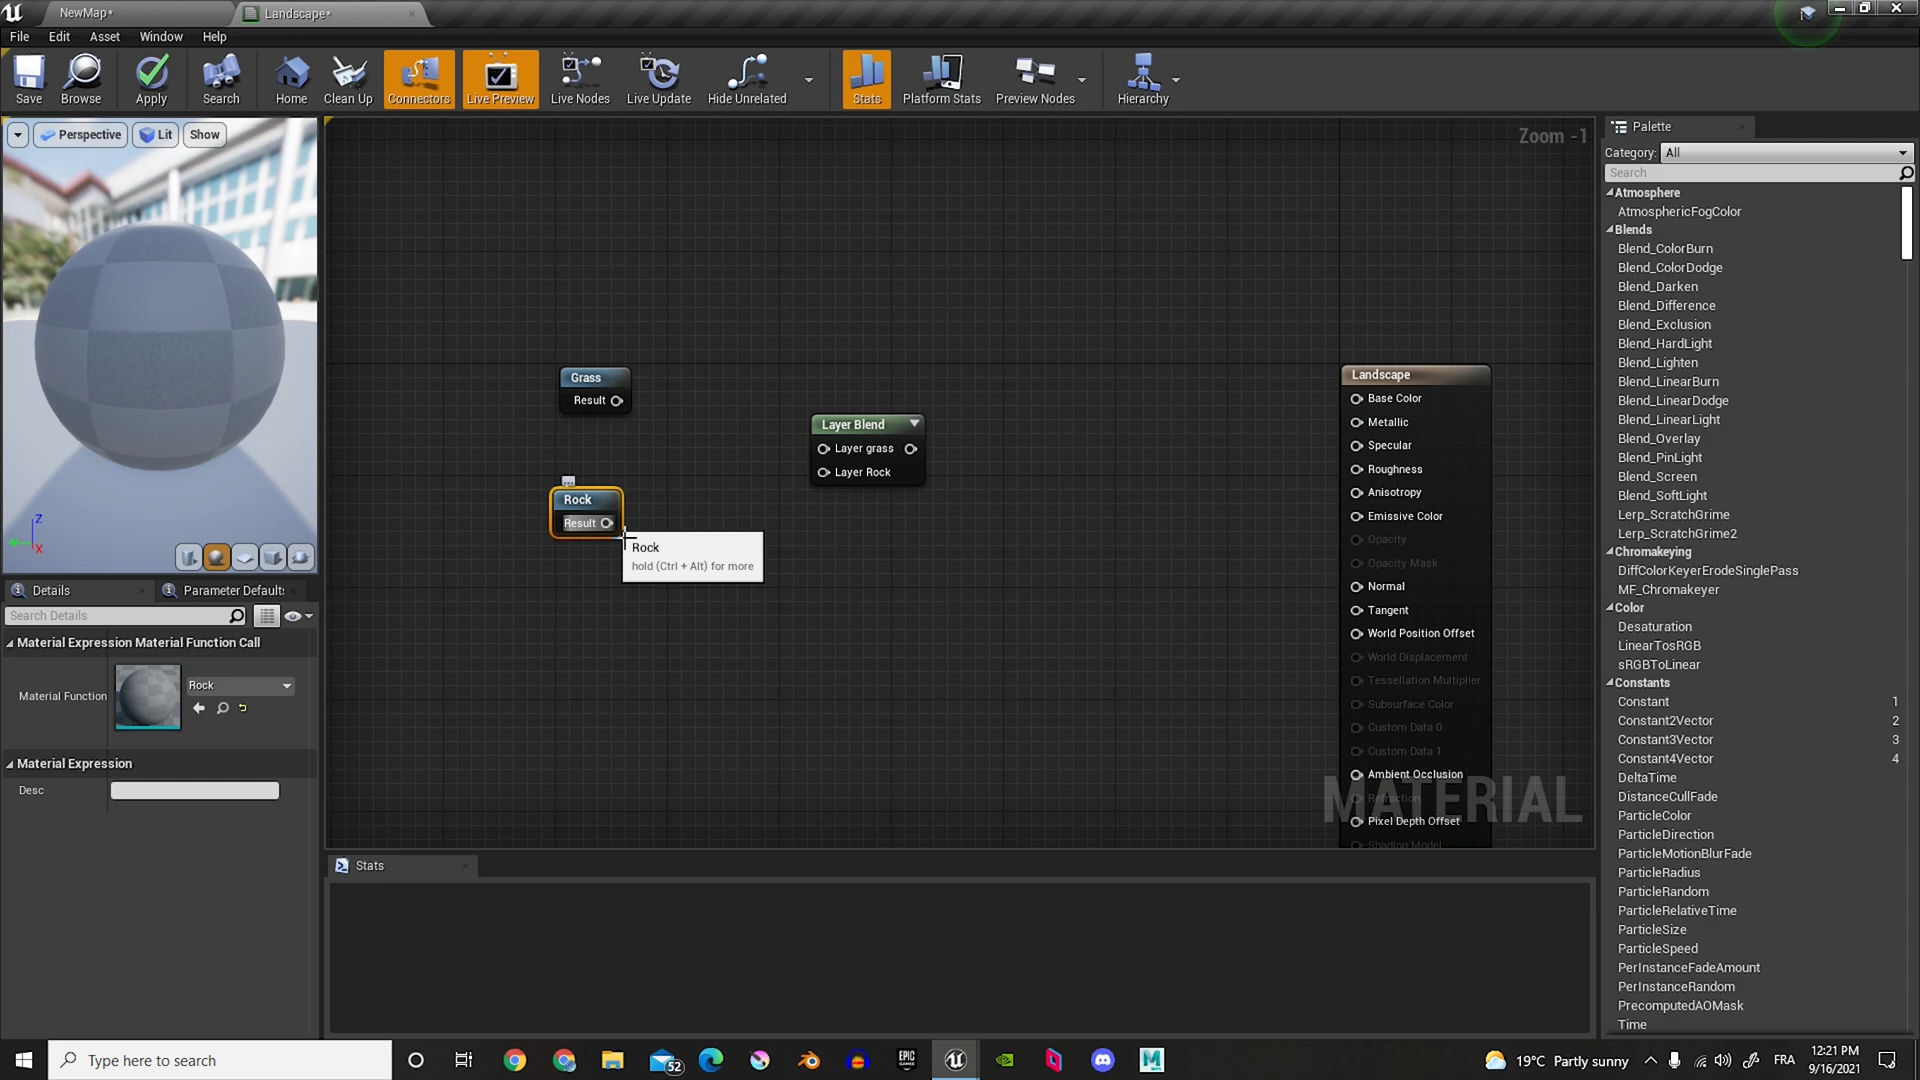 NewMap*
Landscape*
File Edit Asset Window Help
Save Browse Apply Search Home Clean Up Connectors Live Preview Live Nodes Live Update Hide Unrelated Stats Platform Stats Preview Nodes Hierarchy
Perspective Lit Show
Zoom -1
Z
X
Grass
Result
Rock
Result
Rock
hold (Ctrl + Alt) for more
Layer Blend
Layer grass
Layer Rock
Landscape
Base Color
Metallic
Specular
Roughness
Anisotropy
Emissive Color
Opacity
Opacity Mask
Normal
Tangent
World Position Offset
World Displacement
Tessellation Multiplier
Subsurface Color
Custom Data 0
Custom Data 1
Ambient Occlusion
Refraction
Pixel Depth Offset
Shading Model
MATERIAL
Details
Parameter Default
Search Details
Material Expression Material Function Call
Material Function
Rock
Material Expression
Desc
Stats
Palette
Category: All
Search
Atmosphere
AtmosphericFogColor
Blends
Blend_ColorBurn
Blend_ColorDodge
Blend_Darken
Blend_Difference
Blend_Exclusion
Blend_HardLight
Blend_Lighten
Blend_LinearBurn
Blend_LinearDodge
Blend_LinearLight
Blend_Overlay
Blend_PinLight
Blend_Screen
Blend_SoftLight
Lerp_ScratchGrime
Lerp_ScratchGrime2
Chromakeying
DiffColorKeyerErodeSinglePass
MF_Chromakeyer
Color
Desaturation
LinearTosRGB
sRGBToLinear
Constants
Constant 1
Constant2Vector 2
Constant3Vector 3
Constant4Vector 4
DeltaTime
DistanceCullFade
ParticleColor
ParticleDirection
ParticleMotionBlurFade
ParticleRadius
ParticleRandom
ParticleRelativeTime
ParticleSize
ParticleSpeed
PerInstanceFadeAmount
PerInstanceRandom
PrecomputedAOMask
Time
Type here to search
52
EPIC
M
19°C Partly sunny
FRA
12:21 PM
9/16/2021